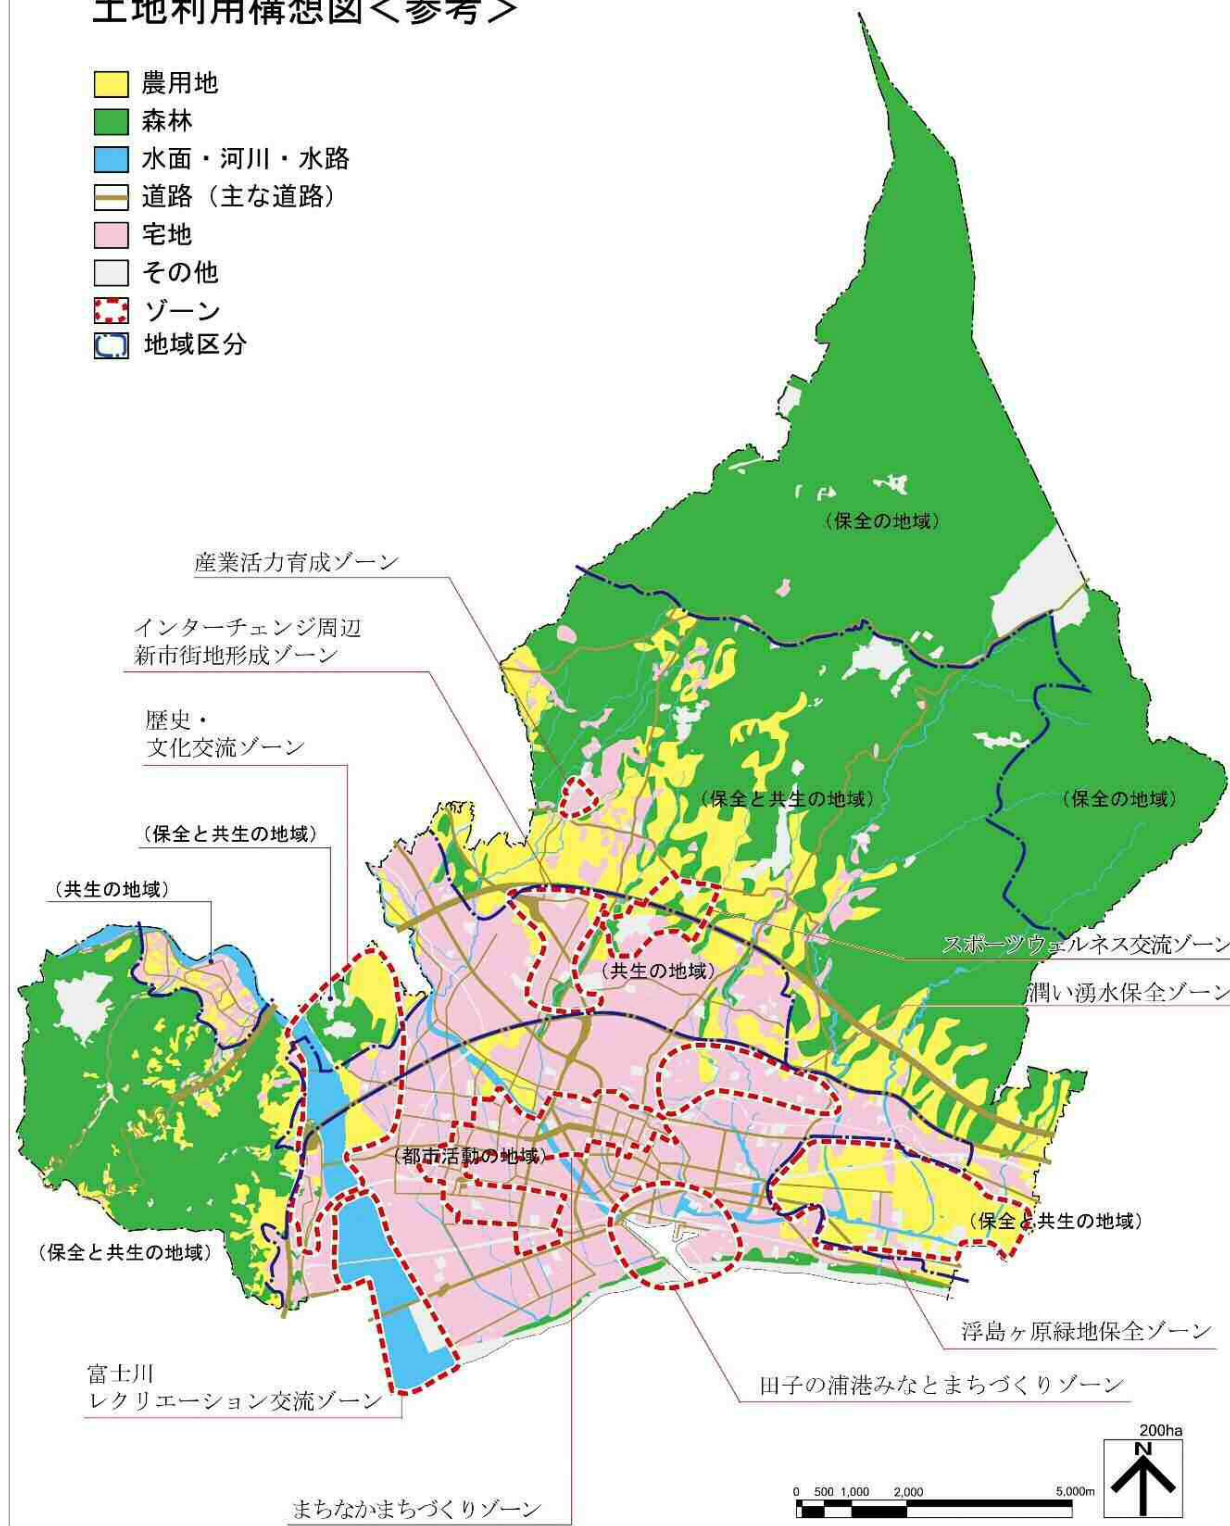 土地利用構想図＜参考＞
農用地
森林
水面・河川・水路
道路（主な道路）
宅地
その他
ゾーン
地域区分
（保全の地域）
産業活力育成ゾーン
インターチェンジ周辺
新市街地形成ゾーン
歴史・
文化交流ゾーン
（保全と共生の地域）
（保全の地域）
（保全と共生の地域）
（共生の地域）
スポーツウェルネス交流ゾーン
（共生の地域）
潤い湧水保全ゾーン
（都市活動の地域）
（保全と共生の地域）
（保全と共生の地域）
浮島ヶ原緑地保全ゾーン
富士川
レクリエーション交流ゾーン
田子の浦港みなとまちづくりゾーン
まちなかまちづくりゾーン
200ha
N
0 500 1,000 2,000 5,000m